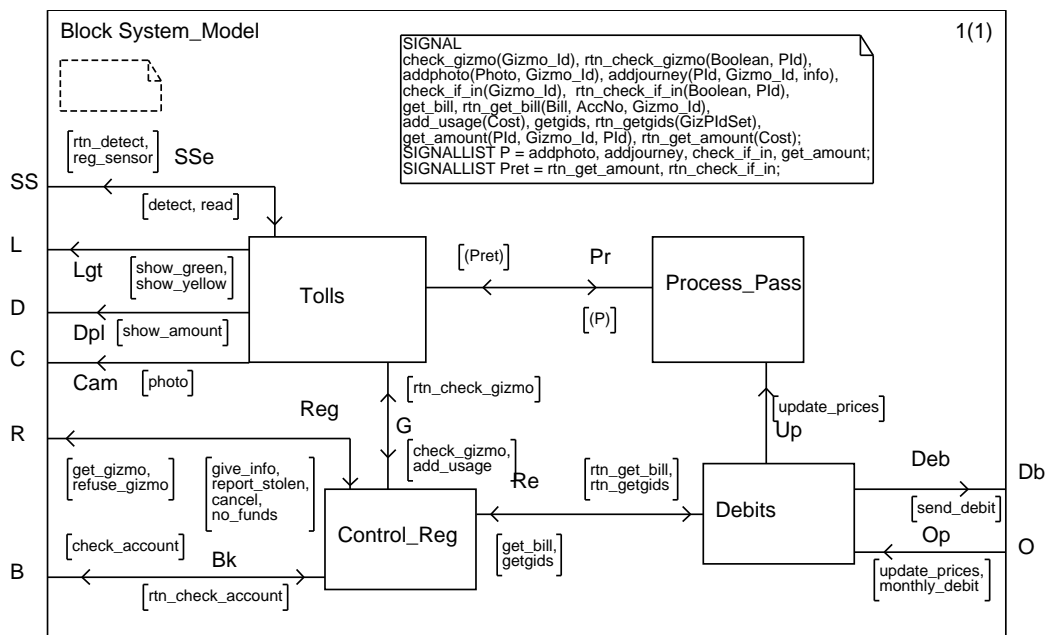 Block System_Model
1(1)
SIGNAL
check_gizmo(Gizmo_Id), rtn_check_gizmo(Boolean, PId),
addphoto(Photo, Gizmo_Id), addjourney(PId, Gizmo_Id, info),
check_if_in(Gizmo_Id), rtn_check_if_in(Boolean, PId),
get_bill, rtn_get_bill(Bill, AccNo, Gizmo_Id),
add_usage(Cost), getgids, rtn_getgids(GizPIdSet),
get_amount(PId, Gizmo_Id, PId), rtn_get_amount(Cost);
SIGNALLIST P = addphoto, addjourney, check_if_in, get_amount;
SIGNALLIST Pret = rtn_get_amount, rtn_check_if_in;
rtn_detect,
reg_sensor
SSe
SS
detect, read
L
Lgt
show_green,
show_yellow
Tolls
(Pret)
Pr
(P)
Process_Pass
D
Dpl
show_amount
C
Cam
photo
rtn_check_gizmo
update_prices
Up
Reg
G
R
check_gizmo,
add_usage
get_gizmo,
refuse_gizmo
give_info,
report_stolen,
cancel,
no_funds
Re
rtn_get_bill,
rtn_getgids
Deb
Db
send_debit
Control_Reg
Debits
check_account
Bk
get_bill,
getgids
Op
O
B
rtn_check_account
update_prices,
monthly_debit